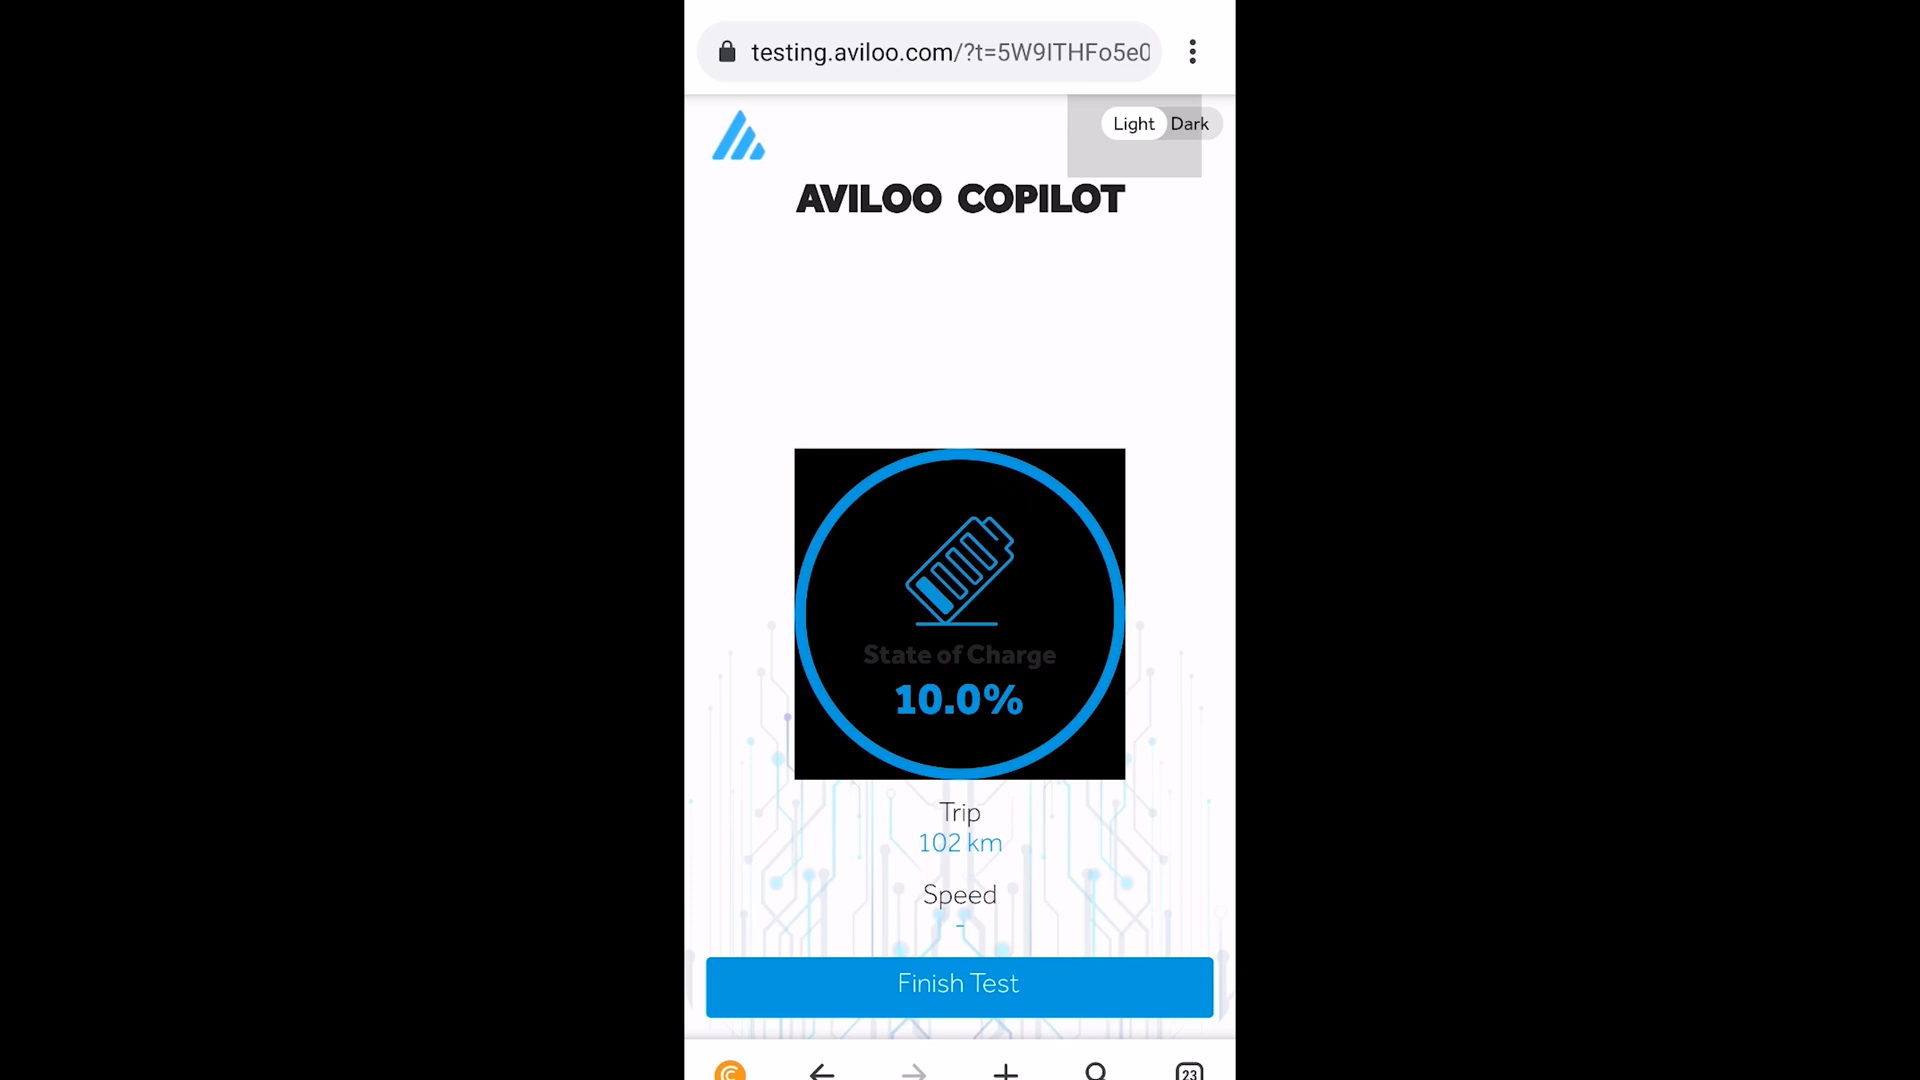 testing.aviloo.com/?t=5W9ITHFo5e0
Light Dark
AVILOO COPILOT
State of Charge
10.0%
Trip
102 km
Speed
-
Finish Test
23